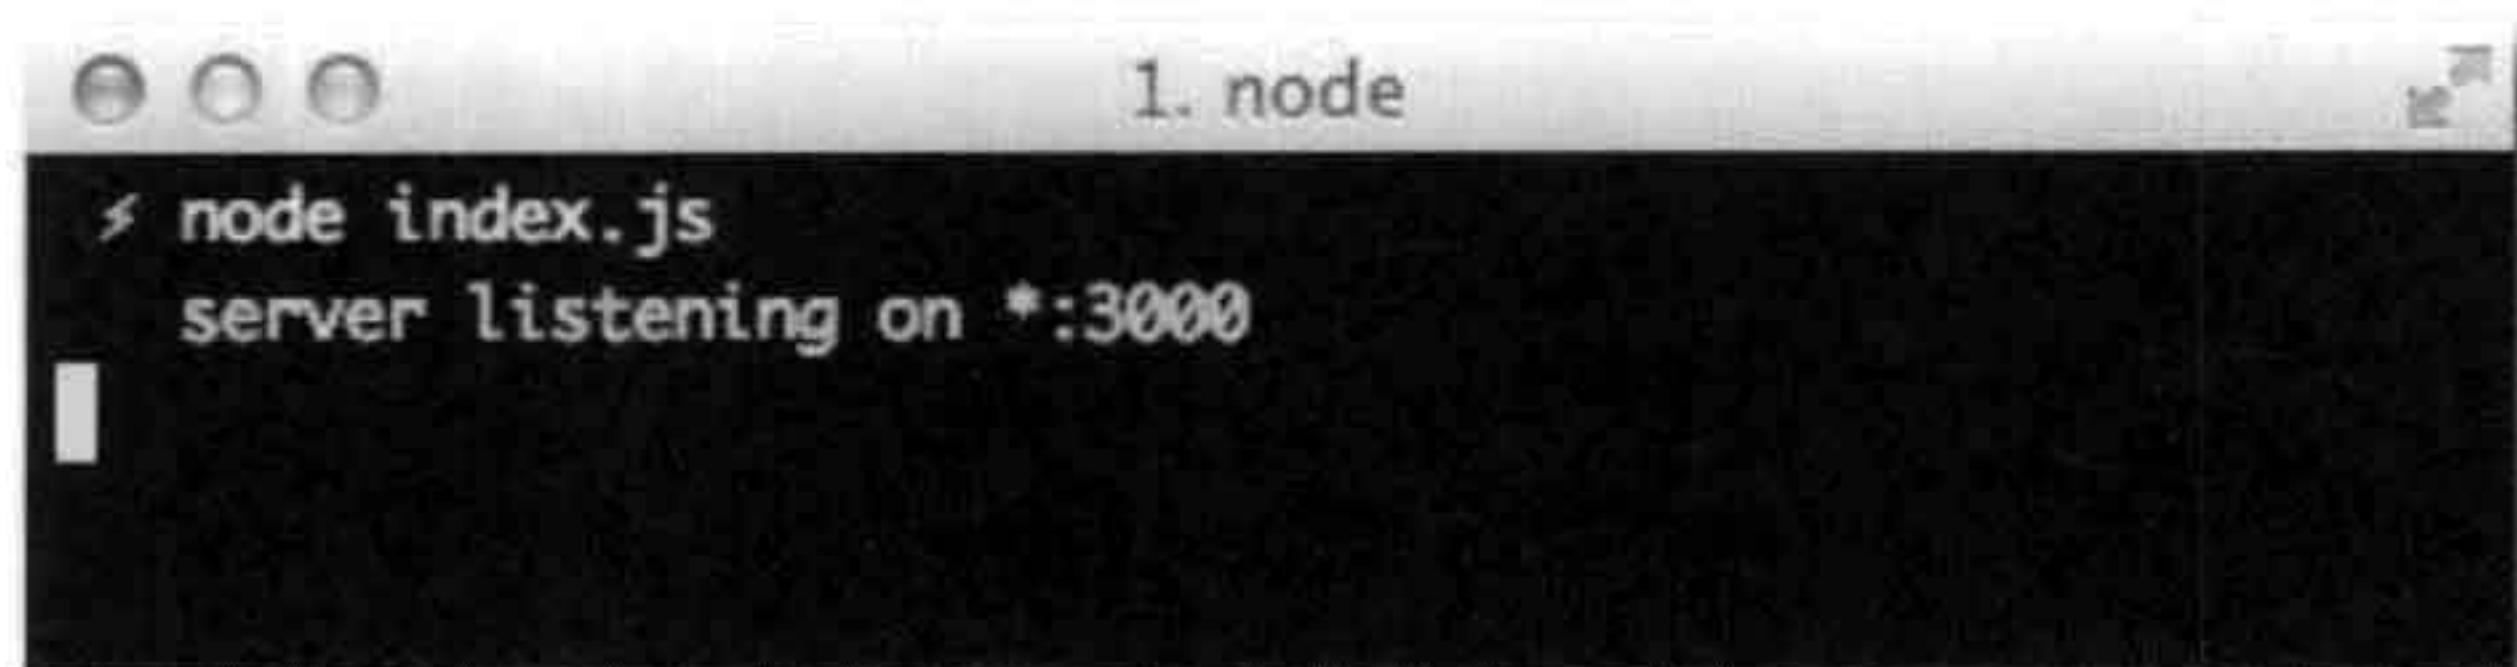 1. node
⚡ node index.js
server listening on *:3000